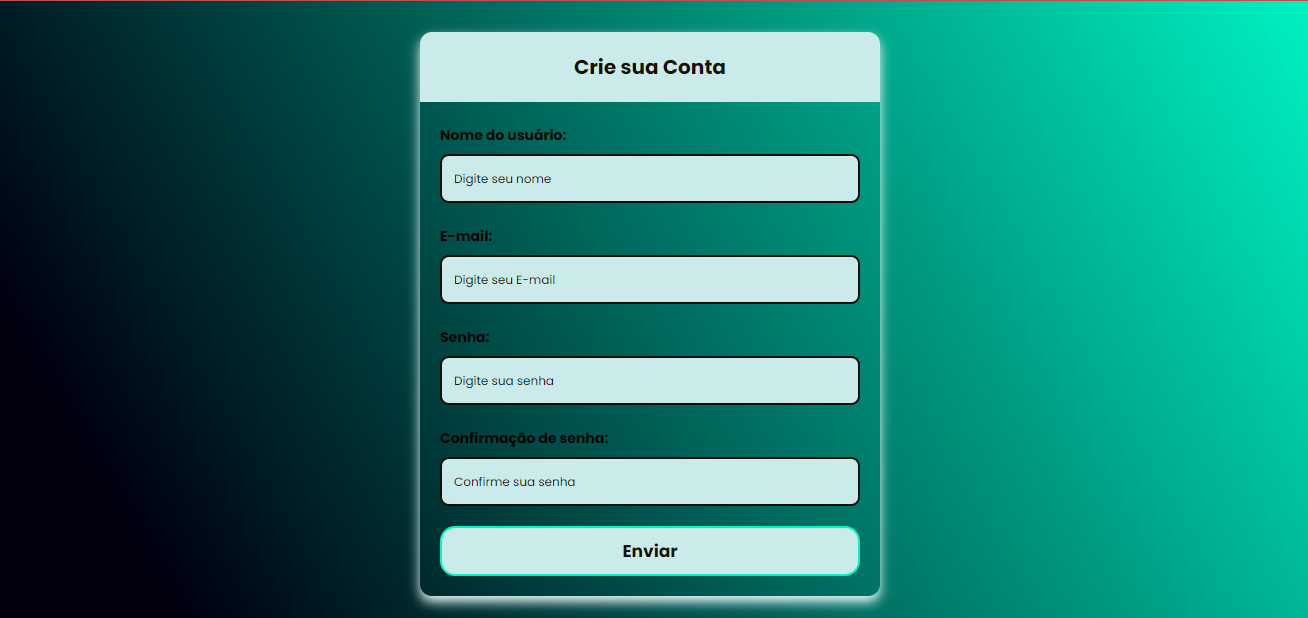 Crie sua Conta
Nome do usuário:
Digite seu nome
E-mail:
Digite seu E-mail
Senha:
Digite sua senha
Confirmação de senha:
Confirme sua senha
Enviar